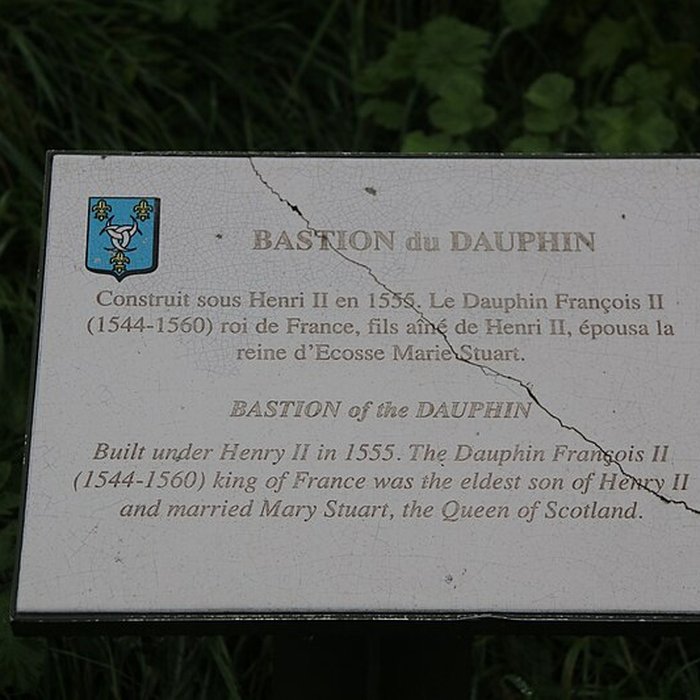 BASTION du DAUPHIN
Construit sous Henri II en 1555. Le Dauphin François II
(1544-1560) roi de France, fils aîné de Henri II, épousa la
reine d'Ecosse Marie Stuart.
BASTION of the DAUPHIN
Built under Henry II in 1555. The Dauphin François II
(1544-1560) king of France was the eldest son of Henry II
and married Mary Stuart, the Queen of Scotland.